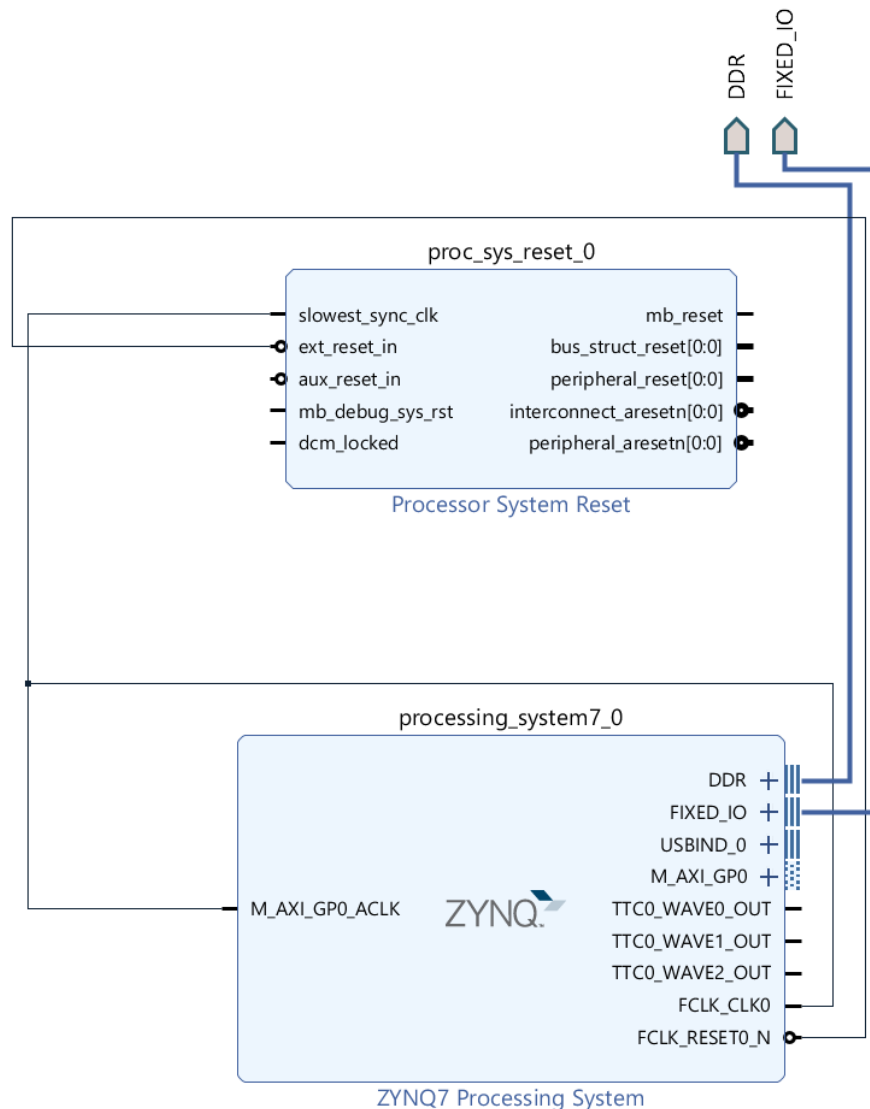 DDR
FIXED_IO
proc_sys_reset_0
slowest_sync_clk
mb_reset
ext_reset_in
bus_struct_reset[0:0]
aux_reset_in
peripheral_reset[0:0]
mb_debug_sys_rst
interconnect_aresetn[0:0]
dcm_locked
peripheral_aresetn[0:0]
Processor System Reset
processing_system7_0
DDR
FIXED_IO
USBIND_0
M_AXI_GP0
M_AXI_GP0_ACLK
ZYNQ
TTC0_WAVE0_OUT
TTC0_WAVE1_OUT
TTC0_WAVE2_OUT
FCLK_CLK0
FCLK_RESET0_N
ZYNQ7 Processing System